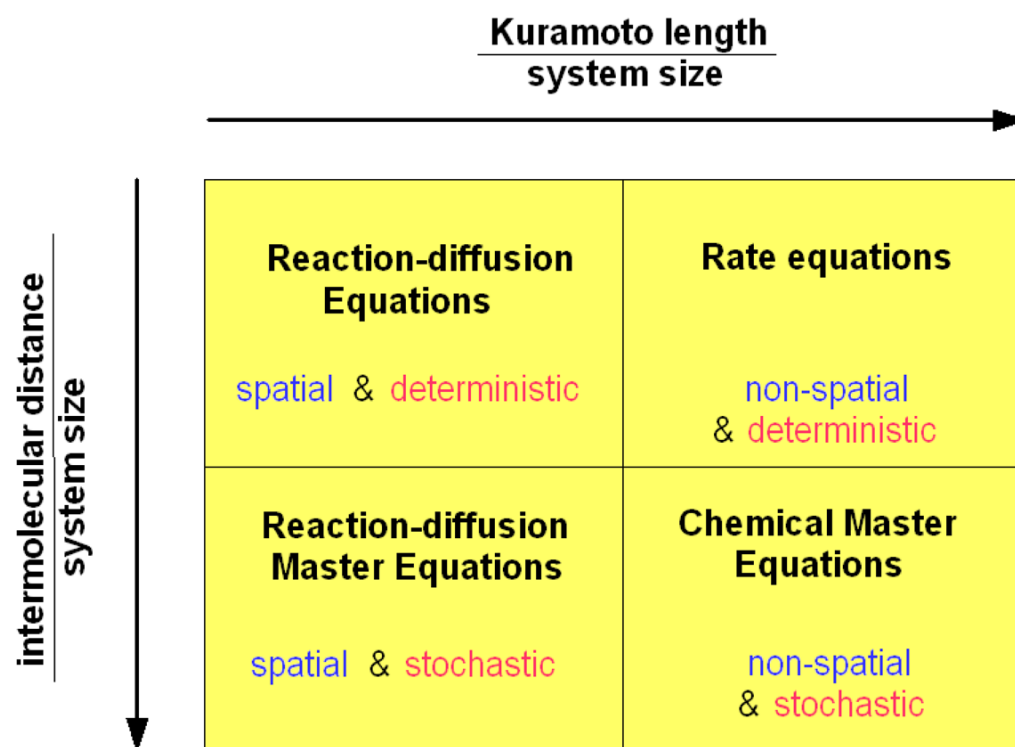 Kuramoto length
system size
intermolecular distance
system size
Reaction-diffusion
Equations
spatial & deterministic
Rate equations
non-spatial
& deterministic
Reaction-diffusion
Master Equations
spatial & stochastic
Chemical Master
Equations
non-spatial
& stochastic